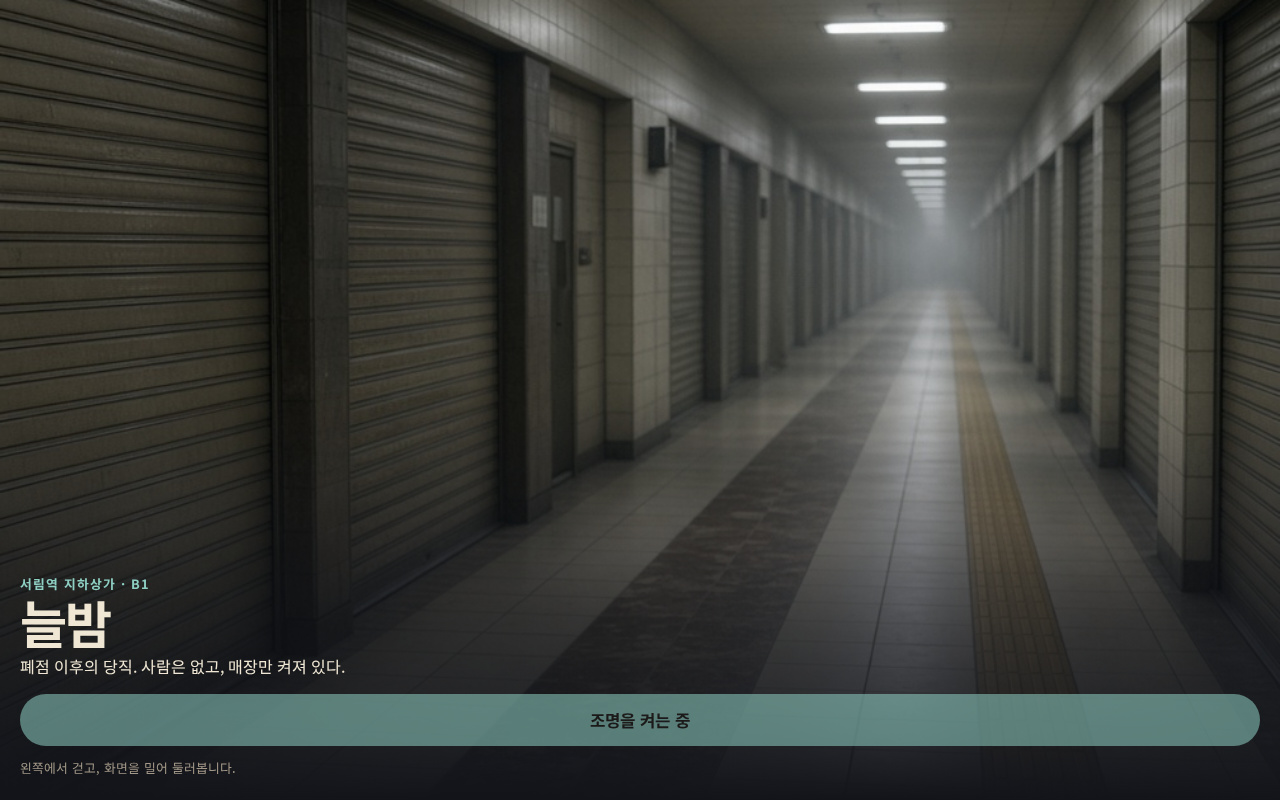 서림역 지하상가 · B1
늘밤
폐점 이후의 당직. 사람은 없고, 매장만 켜져 있다.
조명을 켜는 중
왼쪽에서 걷고, 화면을 밀어 둘러봅니다.